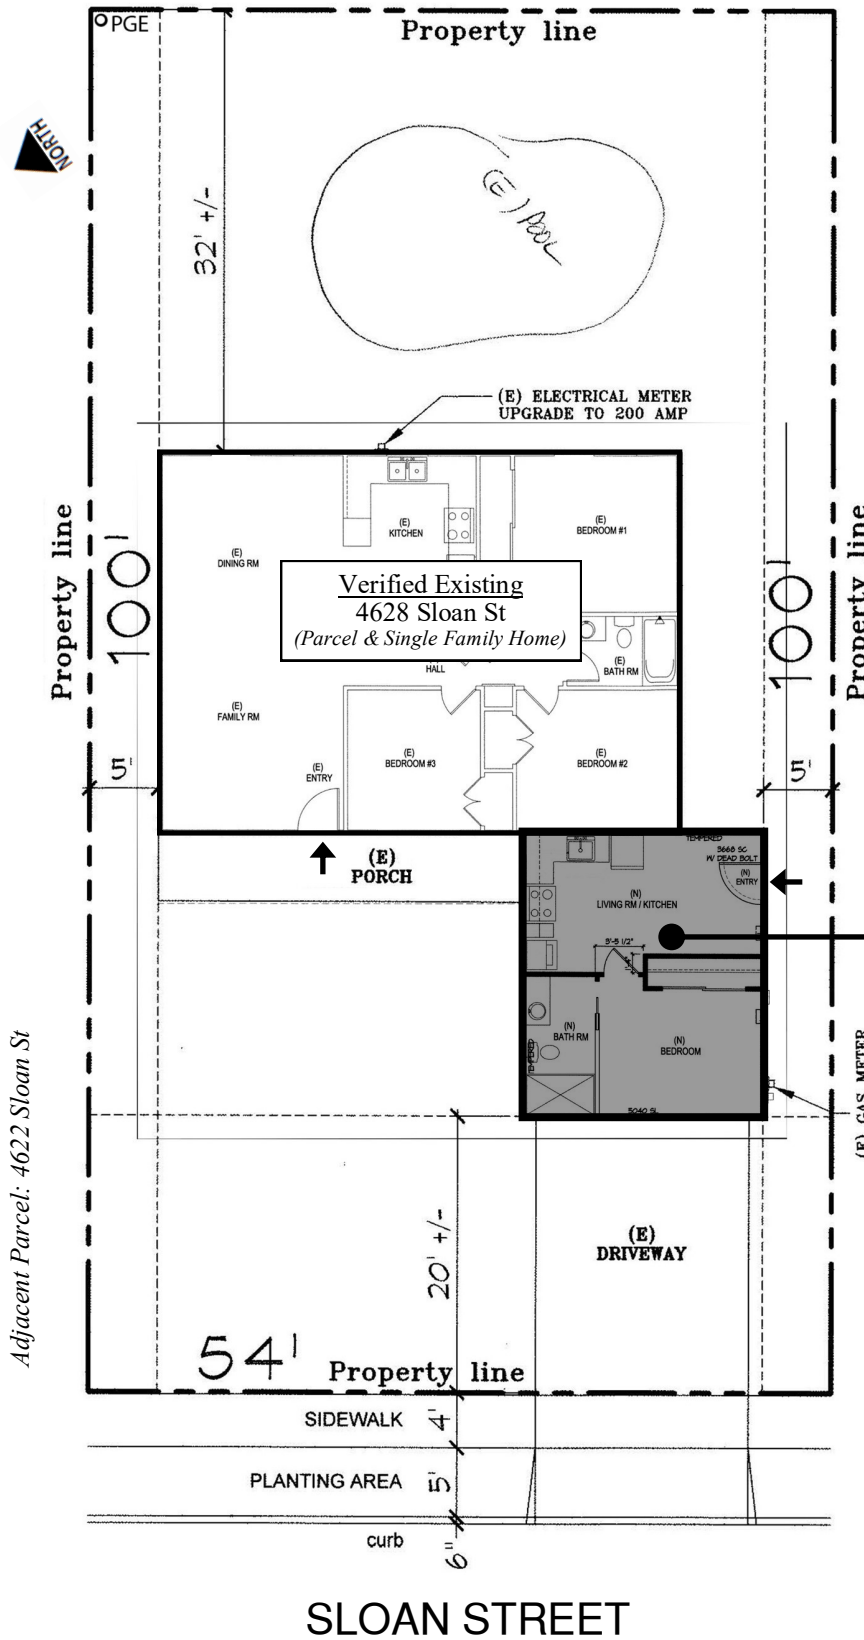 PGE
Property line
NORTH
32' +/-
(E) POOL
(E) ELECTRICAL METER
UPGRADE TO 200 AMP
(E)
KITCHEN
(E)
BEDROOM #1
(E)
DINING RM
Property line
100'
Verified Existing
4628 Sloan St
(Parcel & Single Family Home)
100'
Property line
HALL
(E)
BATH RM
(E)
FAMILY RM
5'
(E)
ENTRY
(E)
BEDROOM #3
(E)
BEDROOM #2
5'
(E)
PORCH
TEMPERED
3668 SC
W/ DEAD BOLT
(N)
ENTRY
(N)
LIVING RM / KITCHEN
3'-5 1/2"
(N)
BATH RM
TEMPERED
(N)
BEDROOM
5040 SL
(E) GAS METER
Adjacent Parcel: 4622 Sloan St
20' +/-
(E)
DRIVEWAY
54'
Property line
SIDEWALK 4'
PLANTING AREA 5'
curb 6"
SLOAN STREET